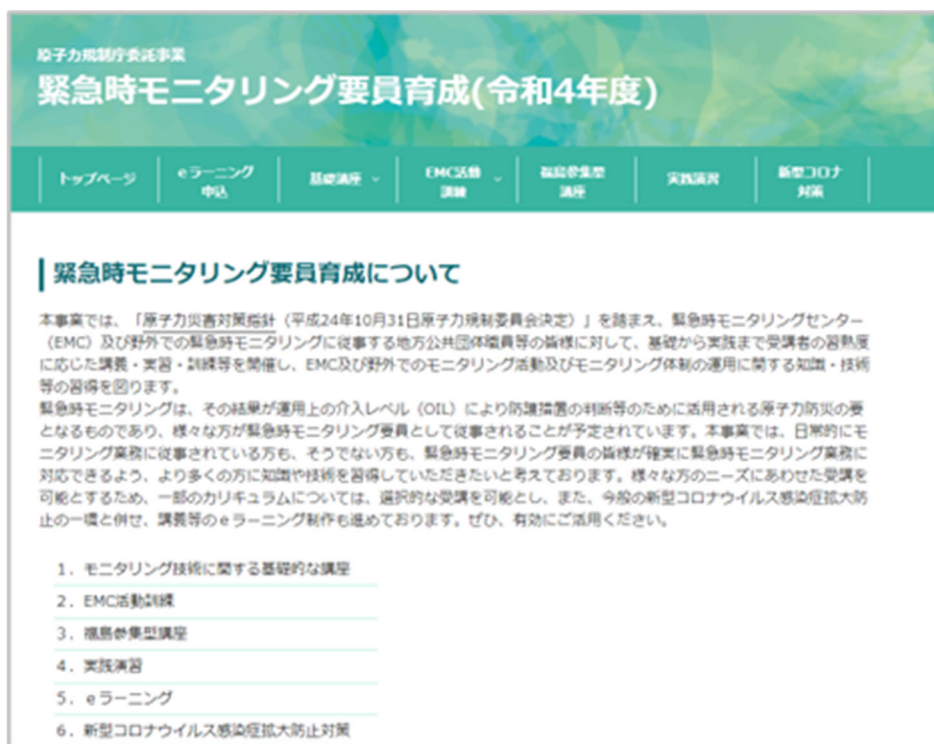 原子力規制庁委託事業
緊急時モニタリング要員育成(令和4年度)
トップページ
eラーニング
申込
基礎講座
EMC活動
訓練
福島参集型
講座
実践演習
新型コロナ
対策
緊急時モニタリング要員育成について
本事業では、「原子力災害対策指針（平成24年10月31日原子力規制委員会決定）」を踏まえ、緊急時モニタリングセンター
（EMC）及び野外での緊急時モニタリングに従事する地方公共団体職員等の皆様に対して、基礎から実践まで受講者の習熟度
に応じた講義・実習・訓練等を開催し、EMC及び野外でのモニタリング活動及びモニタリング体制の運用に関する知識・技術
等の習得を図ります。
緊急時モニタリングは、その結果が運用上の介入レベル（OIL）により防護措置の判断等のために活用される原子力防災の要
となるものであり、様々な方が緊急時モニタリング要員として従事されることが予定されています。本事業では、日常的にモ
ニタリング業務に従事されている方も、そうでない方も、緊急時モニタリング要員の皆様が確実に緊急時モニタリング業務に
対応できるよう、より多くの方に知識や技術を習得していただきたいと考えております。様々な方のニーズにあわせた受講を
可能とするため、一部のカリキュラムについては、選択的な受講を可能とし、また、今般の新型コロナウイルス感染症拡大防
止の一環と併せ、講義等のeラーニング制作も進めております。ぜひ、有効にご活用ください。
1．モニタリング技術に関する基礎的な講座
2．EMC活動訓練
3．福島参集型講座
4．実践演習
5．eラーニング
6．新型コロナウイルス感染症拡大防止対策